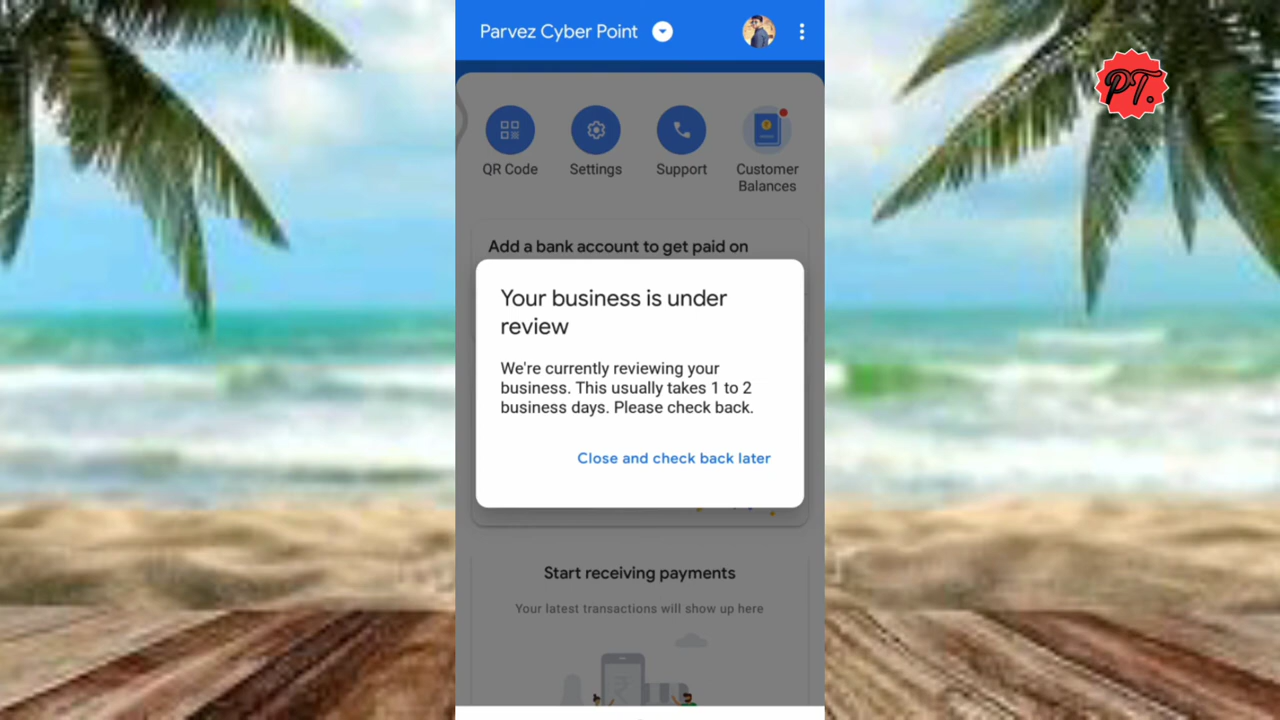 Parvez Cyber Point
PT.
QR Code
Settings
Support
Customer
Balances
Add a bank account to get paid on
Your business is under
review
We're currently reviewing your
business. This usually takes 1 to 2
business days. Please check back.
Close and check back later
Start receiving payments
Your latest transactions will show up here
₹